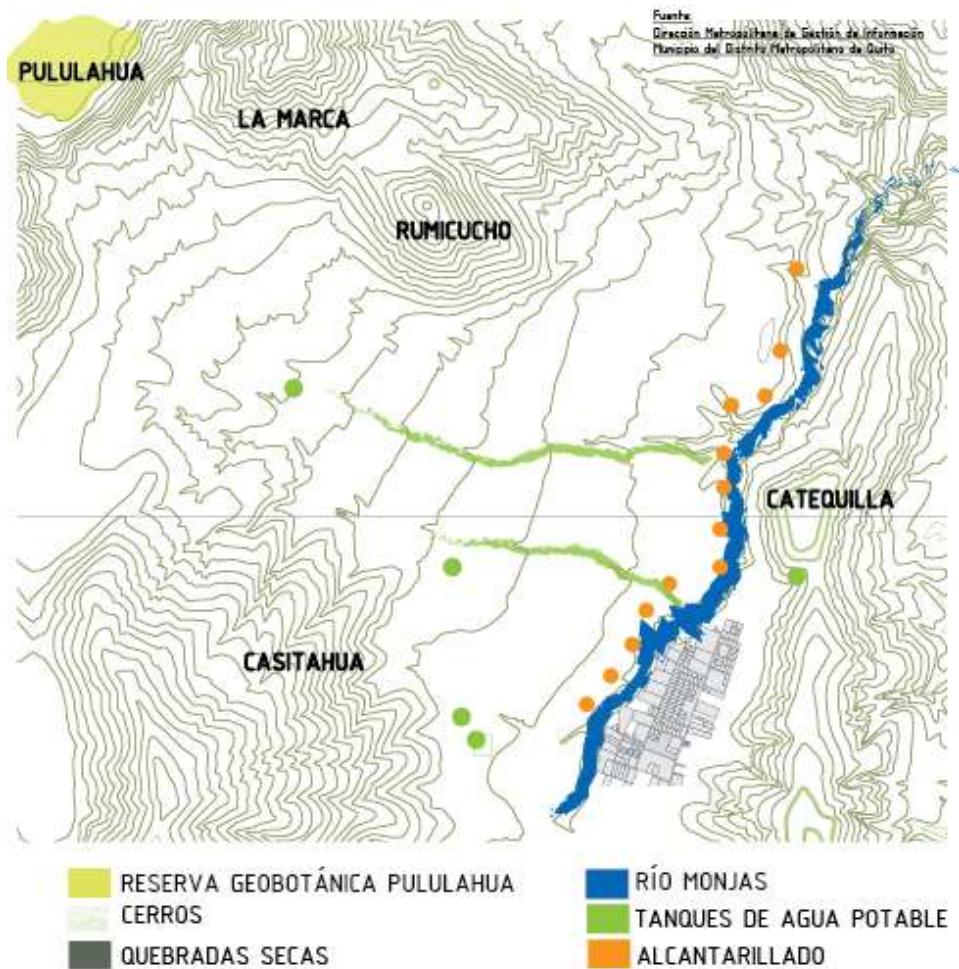 Fuente:
Dirección Metropolitana de Gestión de Información
Municipio del Distrito Metropolitano de Quito
PULULAHUA
LA MARCA
RUMICUCHO
CATEQUILLA
CASITAHUA
RESERVA GEOBOTÁNICA PULULAHUA
CERROS
QUEBRADAS SECAS
RÍO MONJAS
TANQUES DE AGUA POTABLE
ALCANTARILLADO